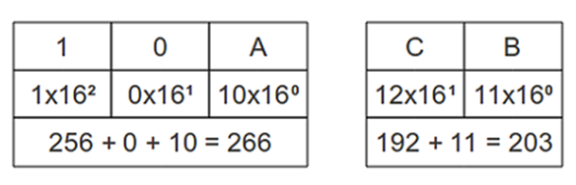 1 0 A
1x16² 0x16¹ 10x16⁰
256 + 0 + 10 = 266
C B
12x16¹ 11x16⁰
192 + 11 = 203